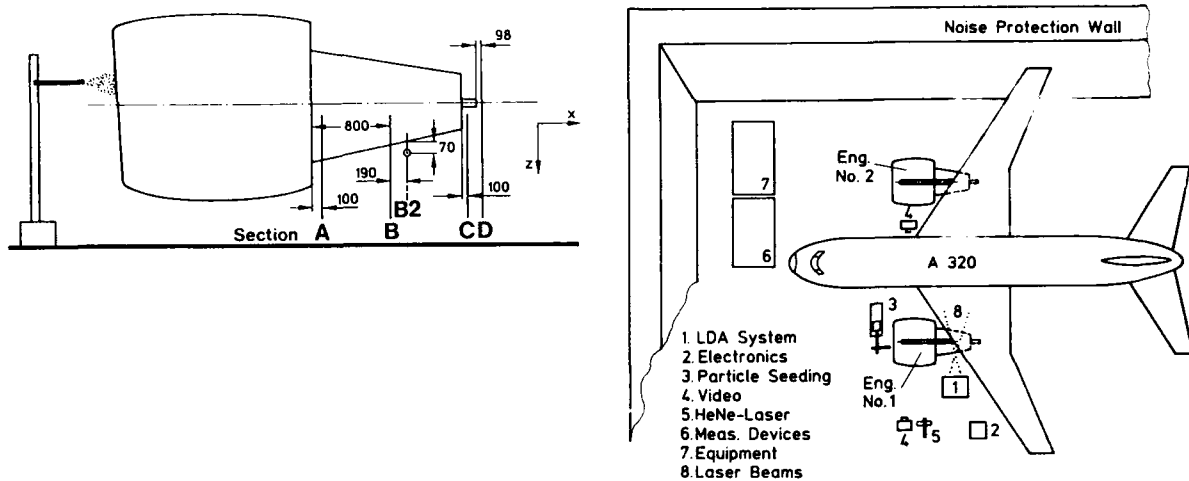 98
x
800
70
z
190
100
B2
100
Section A B C D
Noise Protection Wall
Eng.
No. 2
7
4
6
A 320
3
8
1. LDA System
2. Electronics
3. Particle Seeding
4. Video
5. HeNe-Laser
6. Meas. Devices
7. Equipment
8. Laser Beams
Eng.
No. 1
1
4
5
2